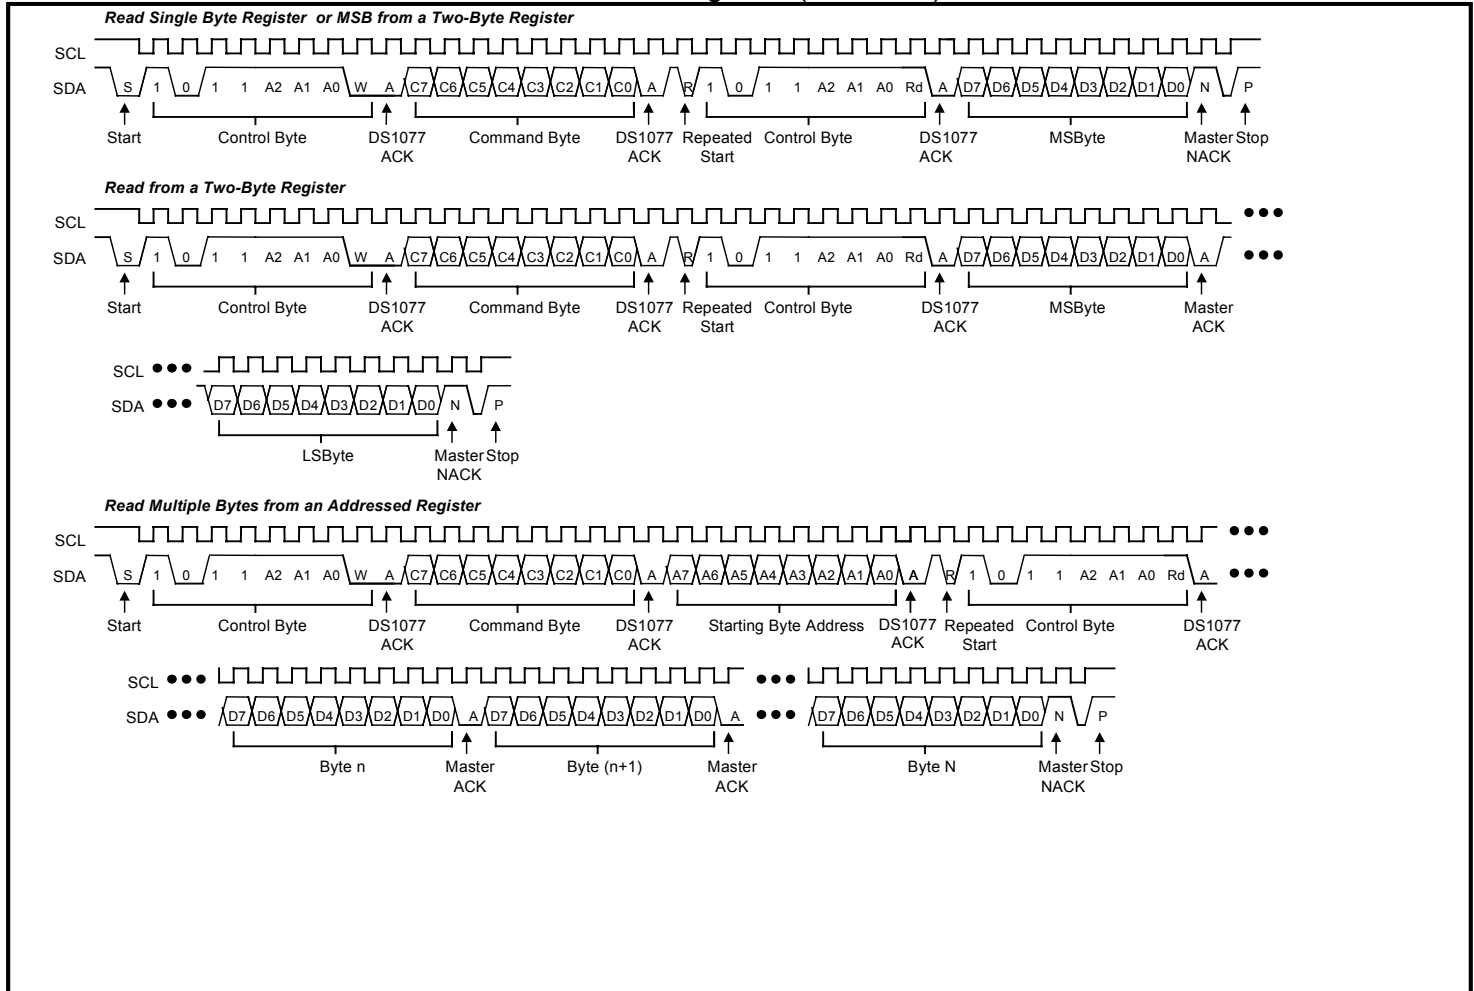 Read Single Byte Register or MSB from a Two-Byte Register
SCL
SDA S 1 0 1 1 A2 A1 A0 W A C7 C6 C5 C4 C3 C2 C1 C0 A R 1 0 1 1 A2 A1 A0 Rd A D7 D6 D5 D4 D3 D2 D1 D0 N P
Start Control Byte DS1077 Command Byte DS1077 Repeated Control Byte DS1077 MSByte Master Stop
ACK ACK Start ACK NACK
Read from a Two-Byte Register
SCL
SDA S 1 0 1 1 A2 A1 A0 W A C7 C6 C5 C4 C3 C2 C1 C0 A R 1 0 1 1 A2 A1 A0 Rd A D7 D6 D5 D4 D3 D2 D1 D0 A
Start Control Byte DS1077 Command Byte DS1077 Repeated Control Byte DS1077 MSByte Master
ACK ACK Start ACK ACK
SCL
SDA D7 D6 D5 D4 D3 D2 D1 D0 N P
LSByte Master Stop
NACK
Read Multiple Bytes from an Addressed Register
SCL
SDA S 1 0 1 1 A2 A1 A0 W A C7 C6 C5 C4 C3 C2 C1 C0 A A7 A6 A5 A4 A3 A2 A1 A0 A R 1 0 1 1 A2 A1 A0 Rd A
Start Control Byte DS1077 Command Byte DS1077 Starting Byte Address DS1077 Repeated Control Byte DS1077
ACK ACK ACK Start ACK
SCL
SDA D7 D6 D5 D4 D3 D2 D1 D0 A D7 D6 D5 D4 D3 D2 D1 D0 A D7 D6 D5 D4 D3 D2 D1 D0 N P
Byte n Master Byte (n+1) Master Byte N Master Stop
ACK ACK NACK